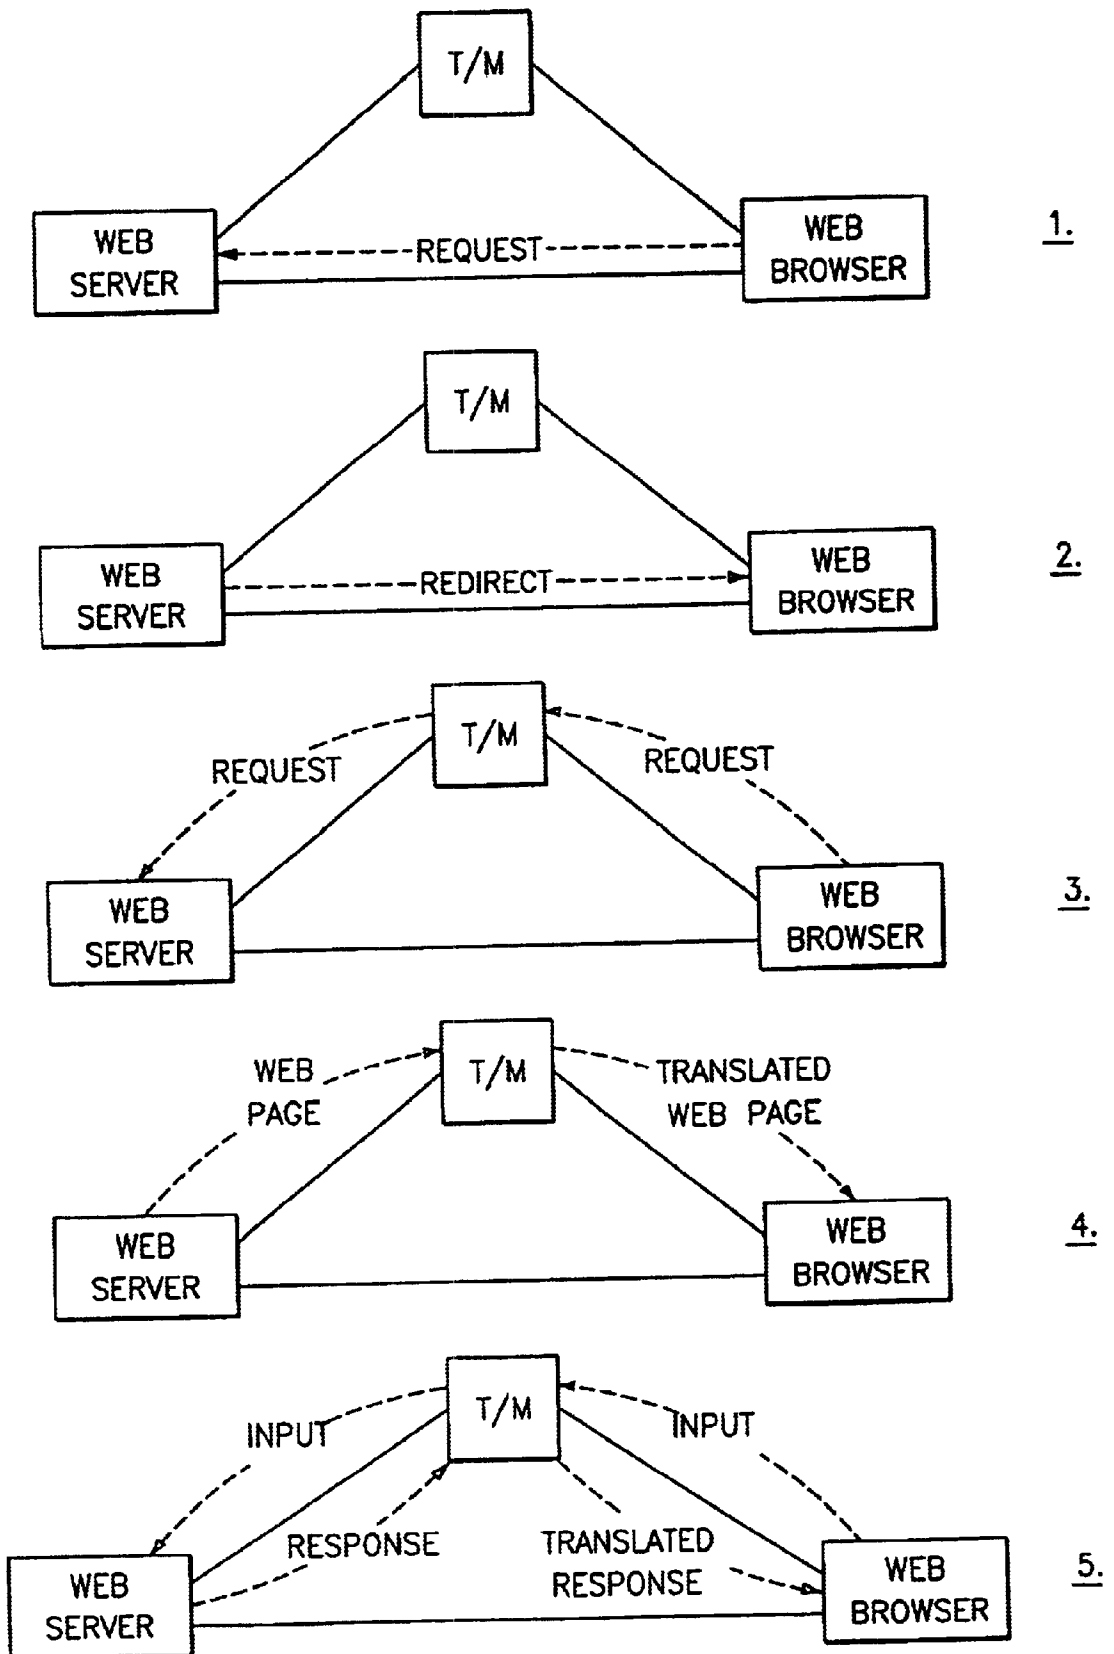 T/M
WEB
SERVER
REQUEST
WEB
BROWSER
1.
T/M
WEB
SERVER
REDIRECT
WEB
BROWSER
2.
T/M
REQUEST
REQUEST
WEB
SERVER
WEB
BROWSER
3.
T/M
WEB
PAGE
TRANSLATED
WEB PAGE
WEB
SERVER
WEB
BROWSER
4.
T/M
INPUT
INPUT
RESPONSE
TRANSLATED
RESPONSE
WEB
SERVER
WEB
BROWSER
5.